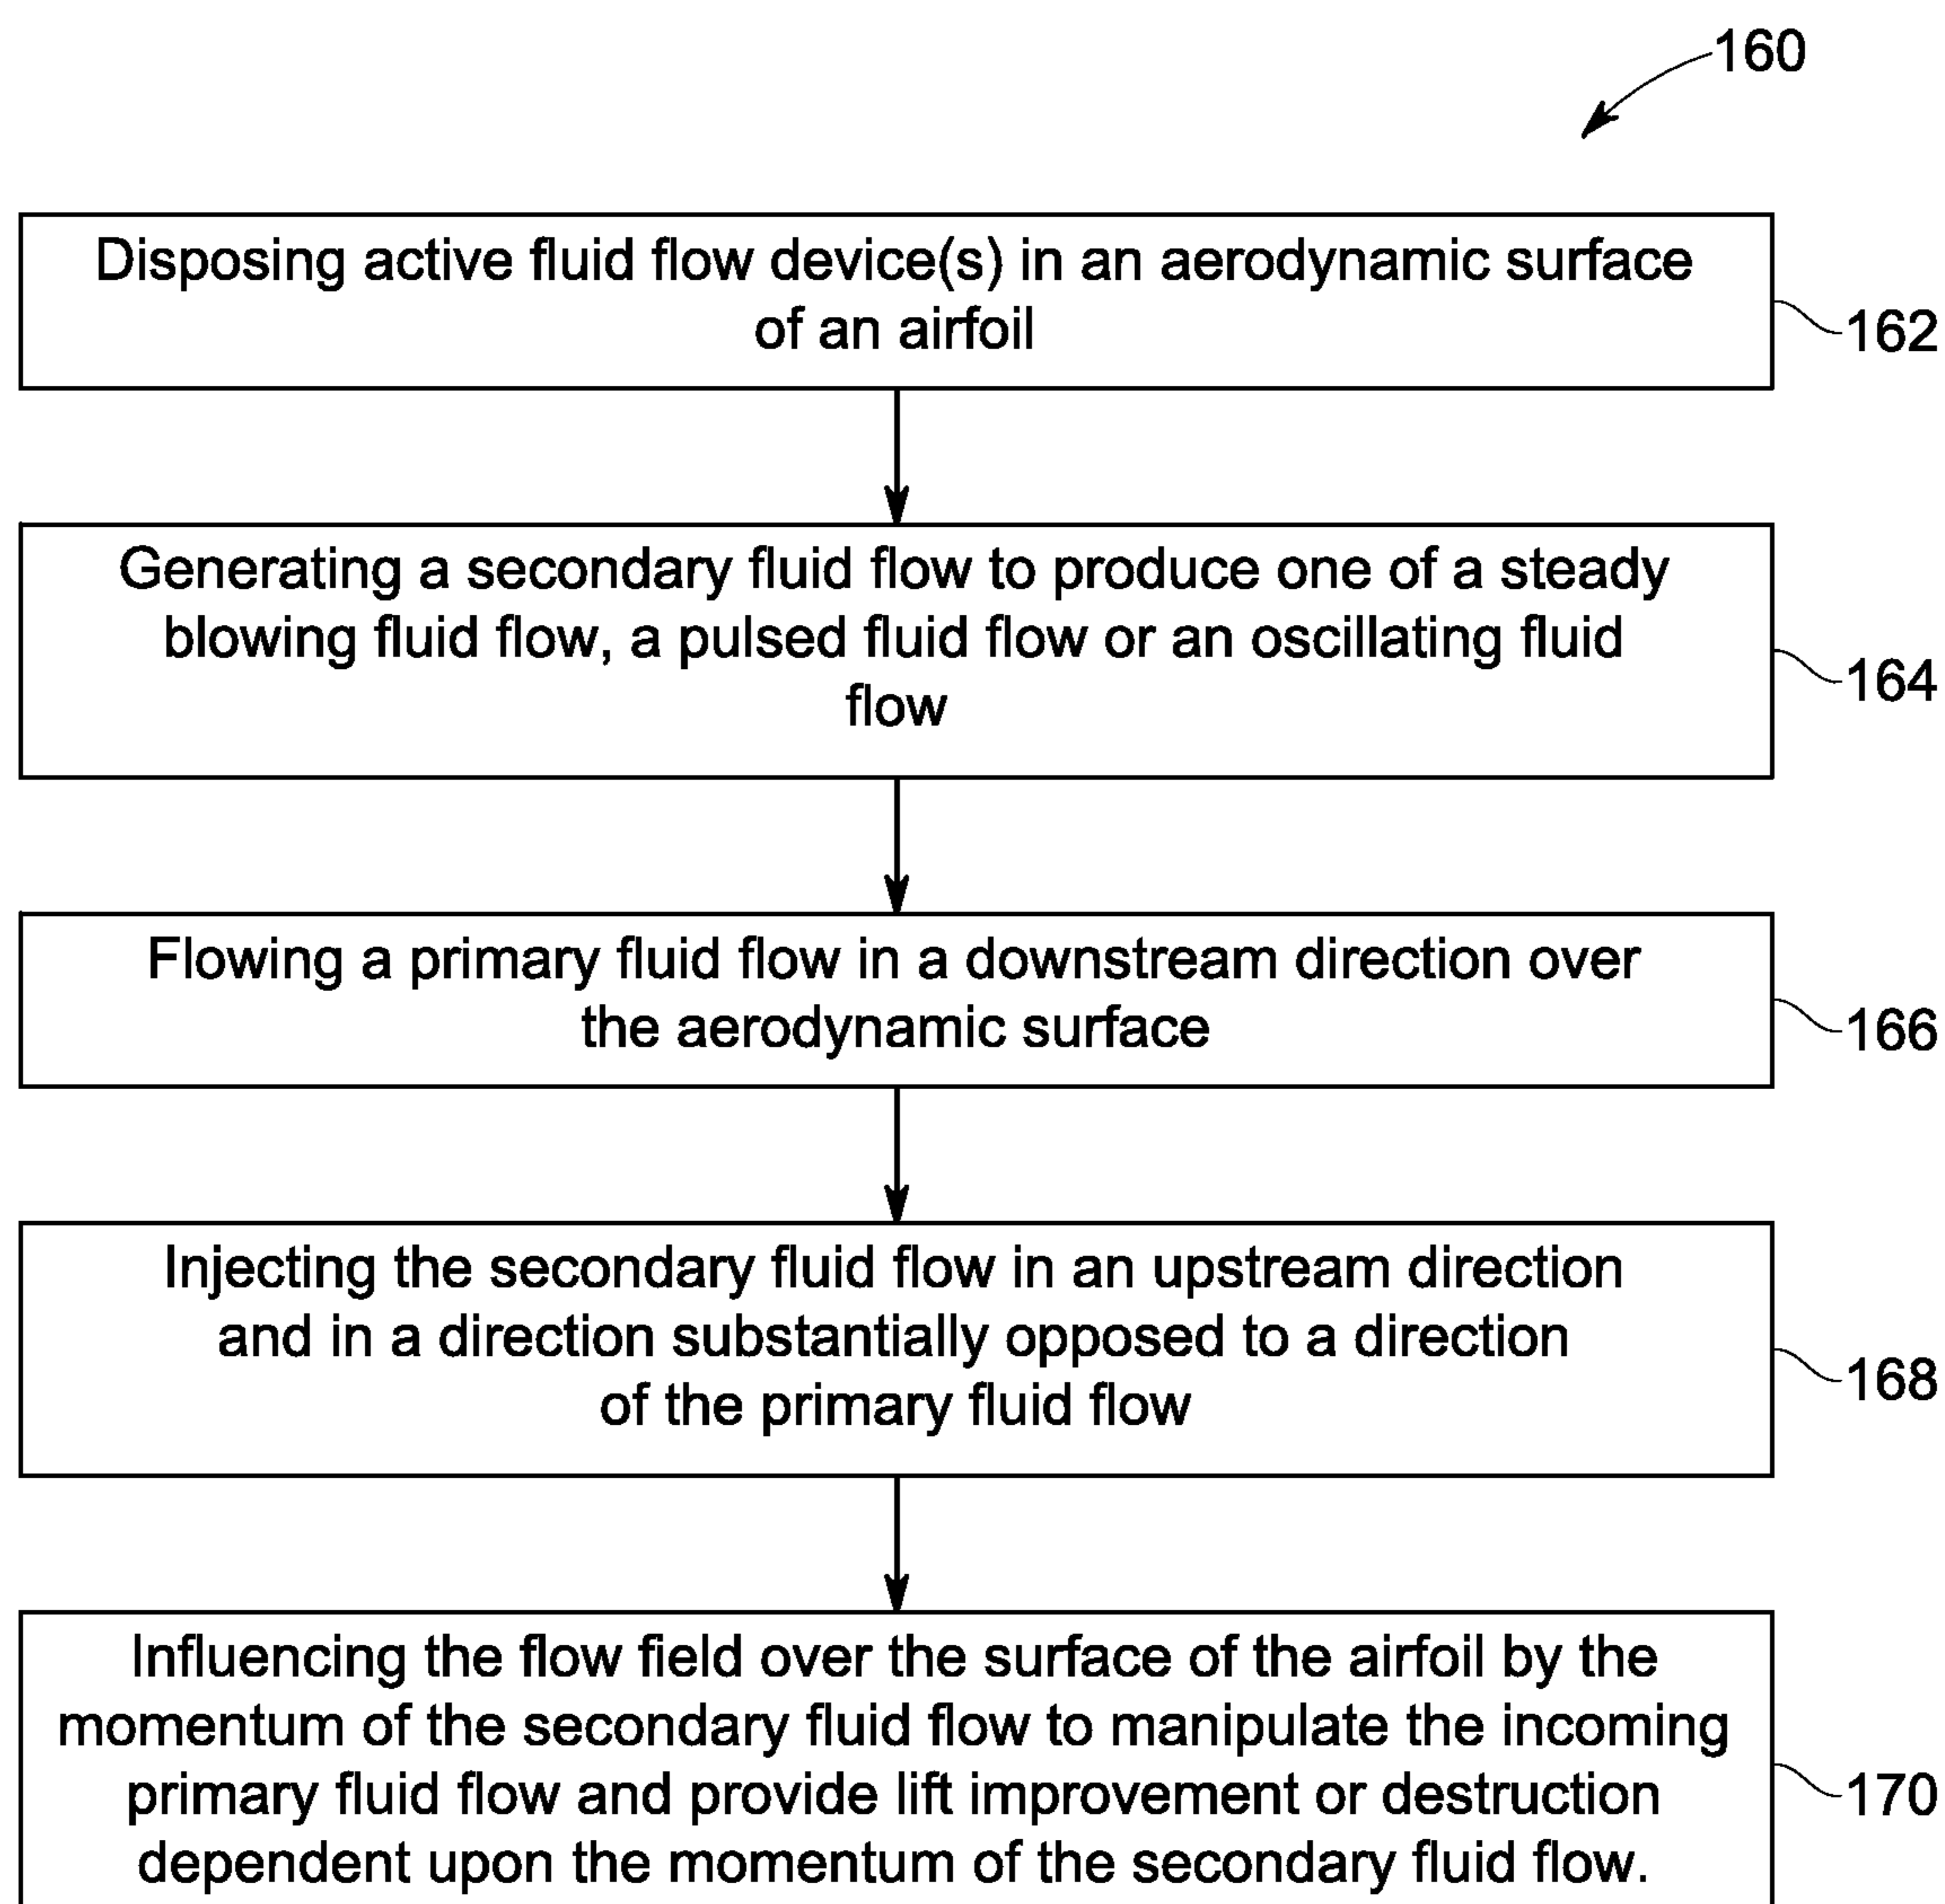 160
Disposing active fluid flow device(s) in an aerodynamic surface
of an airfoil
162
Generating a secondary fluid flow to produce one of a steady
blowing fluid flow, a pulsed fluid flow or an oscillating fluid
flow
164
Flowing a primary fluid flow in a downstream direction over
the aerodynamic surface
166
Injecting the secondary fluid flow in an upstream direction
and in a direction substantially opposed to a direction
of the primary fluid flow
168
Influencing the flow field over the surface of the airfoil by the
momentum of the secondary fluid flow to manipulate the incoming
primary fluid flow and provide lift improvement or destruction
dependent upon the momentum of the secondary fluid flow.
170